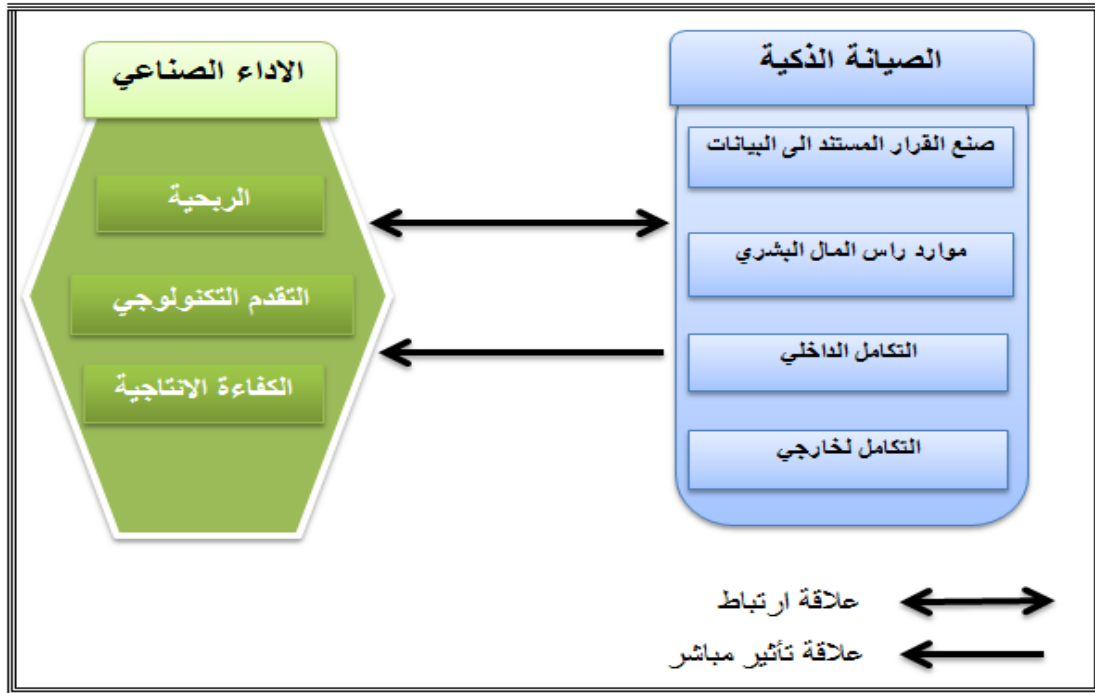 الصيانة الذكية
صنع القرار المستند الى البيانات
موارد راس المال البشري
التكامل الداخلي
التكامل لخارجي
الاداء الصناعي
الربحية
التقدم التكنولوجي
الكفاءة الانتاجية
علاقة ارتباط
علاقة تأثير مباشر